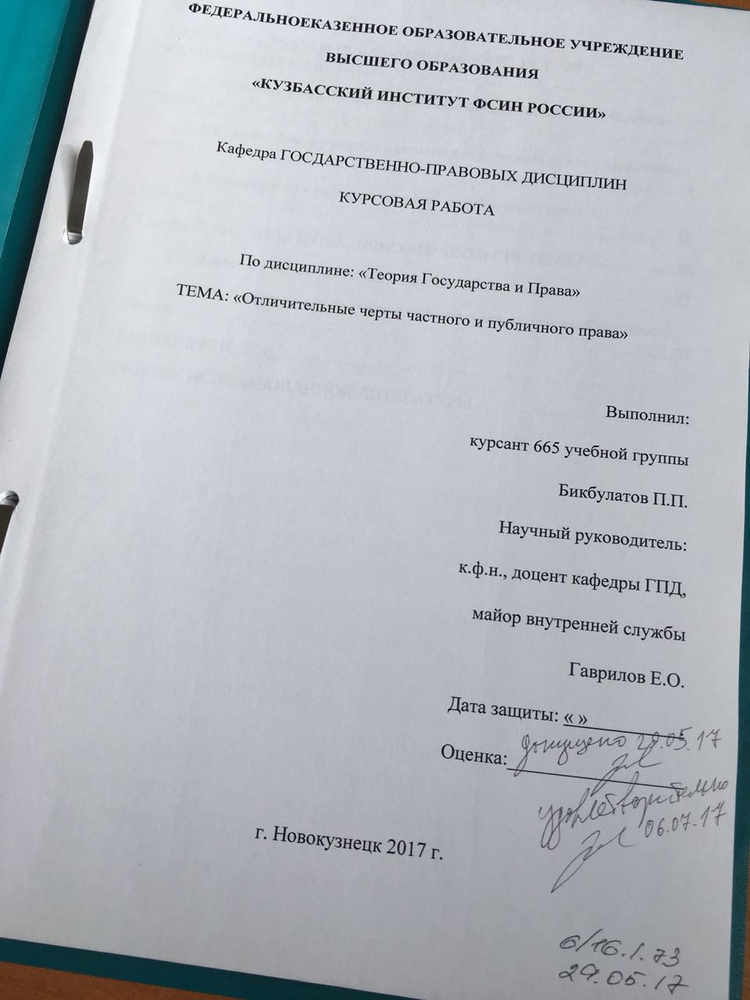 ФЕДЕРАЛЬНОЕКАЗЕННОЕ ОБРАЗОВАТЕЛЬНОЕ УЧРЕЖДЕНИЕ
ВЫСШЕГО ОБРАЗОВАНИЯ
«КУЗБАССКИЙ ИНСТИТУТ ФСИН РОССИИ»
Кафедра ГОСДАРСТВЕННО-ПРАВОВЫХ ДИСЦИПЛИН
КУРСОВАЯ РАБОТА
По дисциплине: «Теория Государства и Права»
ТЕМА: «Отличительные черты частного и публичного права»
Выполнил:
курсант 665 учебной группы
Бикбулатов П.П.
Научный руководитель:
к.ф.н., доцент кафедры ГПД,
майор внутренней службы
Гаврилов Е.О.
Дата защиты: « »
допущено 29.05.17
Оценка:
удовлетворительно
06.07.17
г. Новокузнецк 2017 г.
6/16.1.73
29.05.17